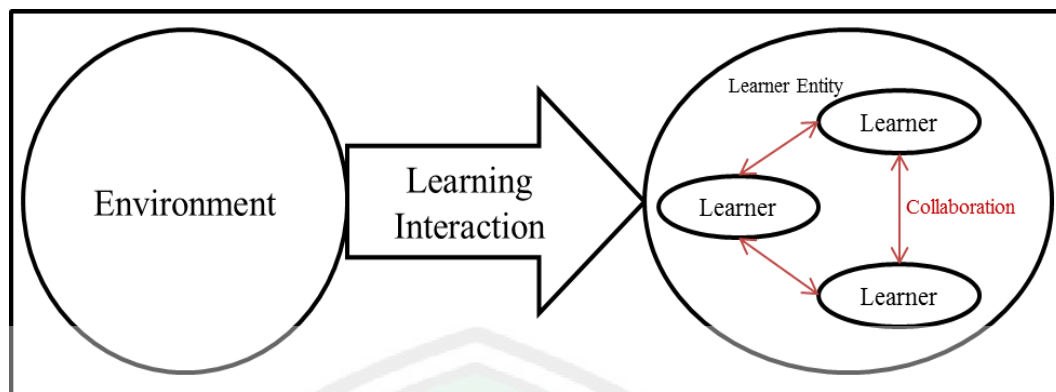 Environment
Learning
Interaction
Learner Entity
Learner
Learner
Collaboration
Learner